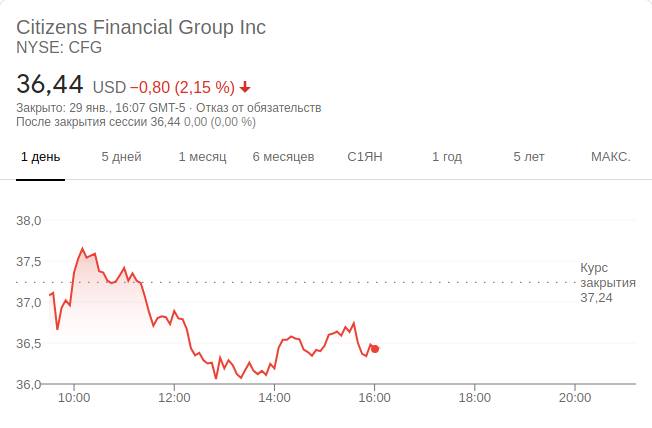 Citizens Financial Group Inc
NYSE: CFG
36,44 USD −0,80 (2,15 %)
Закрыто: 29 янв., 16:07 GMT-5 · Отказ от обязательств
После закрытия сессии 36,44 0,00 (0,00 %)
1 день 5 дней 1 месяц 6 месяцев С1ЯН 1 год 5 лет МАКС.
38,0
37,5
Курс
закрытия
37,24
37,0
36,5
36,0
10:00 12:00 14:00 16:00 18:00 20:00